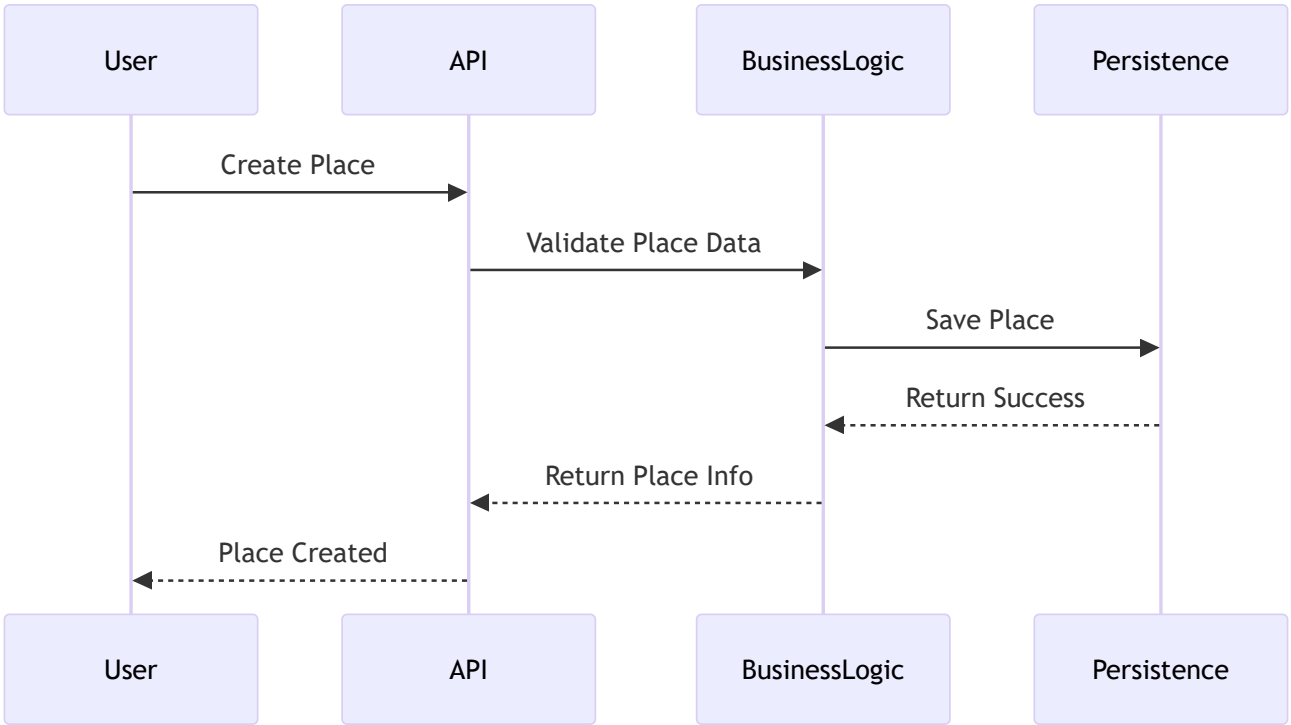 User
API
BusinessLogic
Persistence
Create Place
Validate Place Data
Save Place
Return Success
Return Place Info
Place Created
User
API
BusinessLogic
Persistence